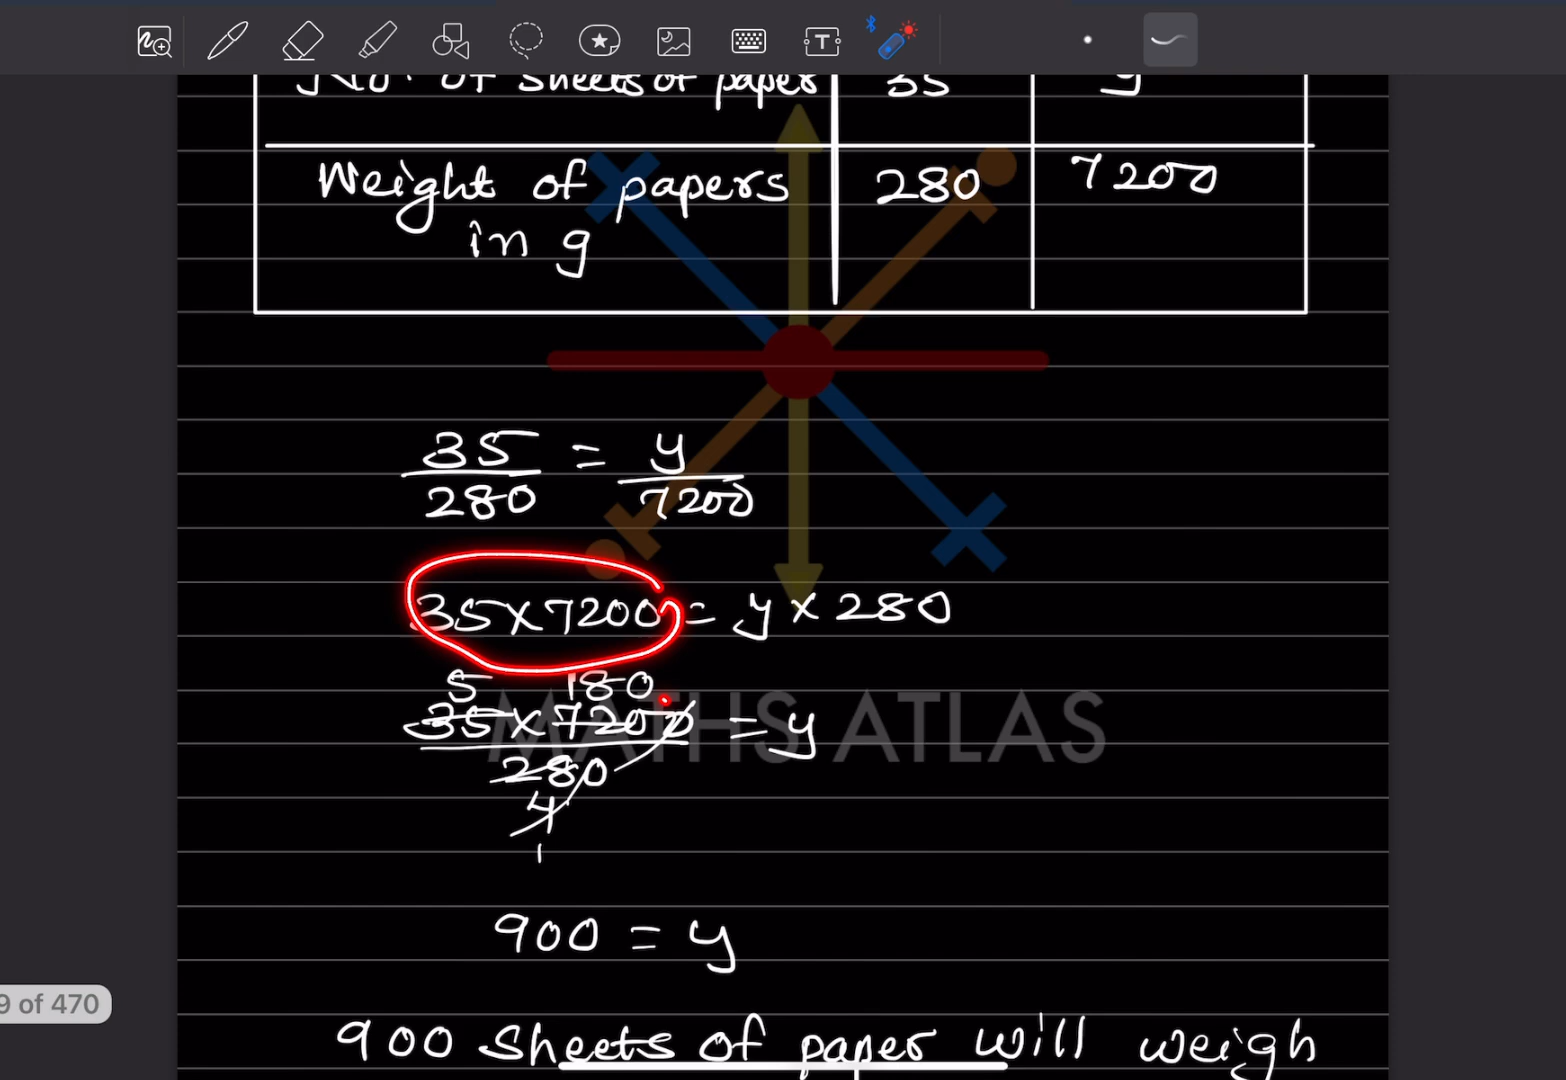 No. of sheets of paper 35 y
Weight of papers 280 7200
in g
35 = y
280 7200
35 x 7200 = y x 280
5 180
35 x 7200 = y
280
4
1
MATHS ATLAS
900 = y
9 of 470
900 sheets of paper will weigh